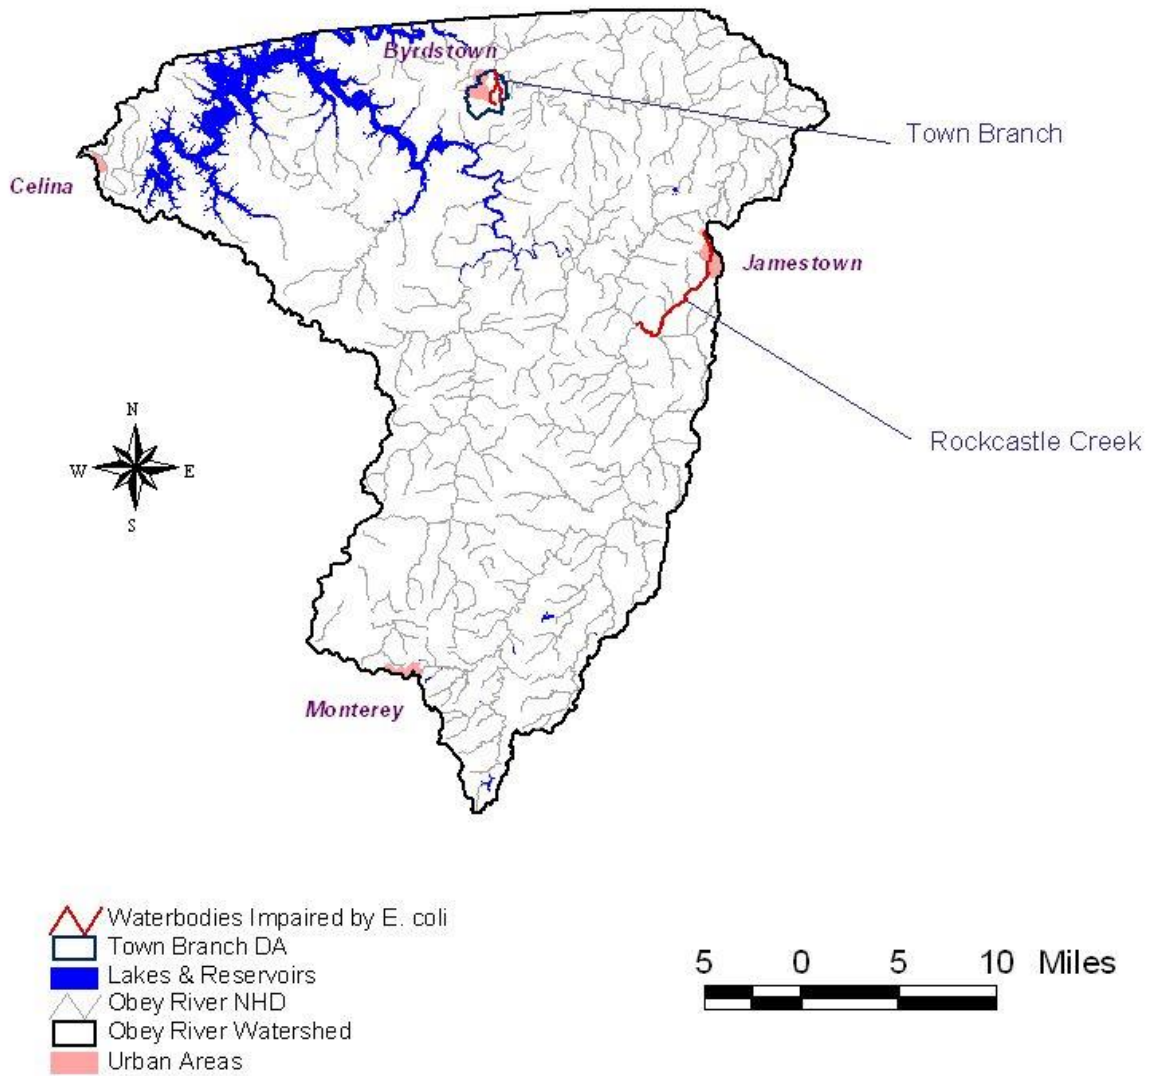 Byrdstown
Town Branch
Celina
Jamestown
N
W E
S
Rockcastle Creek
Monterey
Waterbodies Impaired by E. coli
Town Branch DA
Lakes & Reservoirs
Obey River NHD
Obey River Watershed
Urban Areas
5 0 5 10 Miles